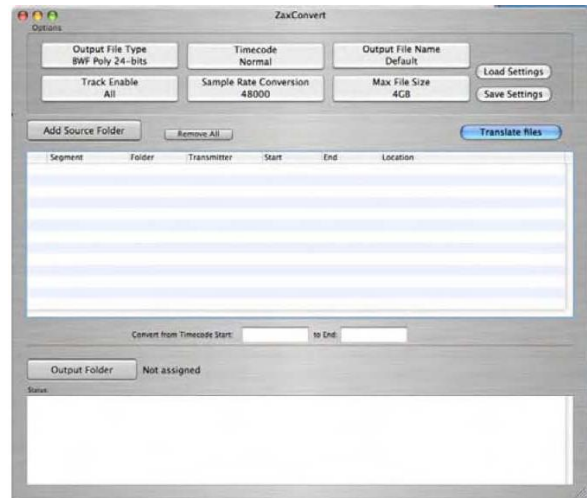 ZaxConvert
Options
Output File Type
BWF Poly 24-bits
Timecode
Normal
Output File Name
Default
Load Settings
Track Enable
All
Sample Rate Conversion
48000
Max File Size
4GB
Save Settings
Add Source Folder
Remove All
Translate files
Segment Folder Transmitter Start End Location
Convert from Timecode Start: to End:
Output Folder Not assigned
Status: